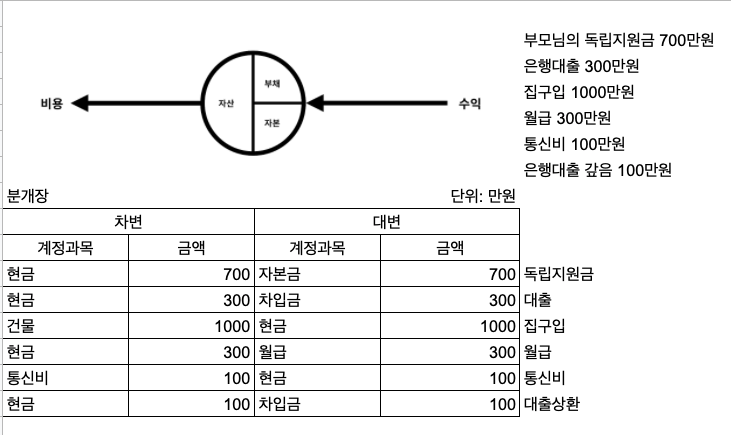 부모님의 독립지원금 700만원
은행대출 300만원
집구입 1000만원
월급 300만원
통신비 100만원
은행대출 갚음 100만원
비용
자산
부채
자본
수익
분개장 단위: 만원
차변 대변
계정과목 금액 계정과목 금액
현금 700 자본금 700 독립지원금
현금 300 차입금 300 대출
건물 1000 현금 1000 집구입
현금 300 월급 300 월급
통신비 100 현금 100 통신비
현금 100 차입금 100 대출상환